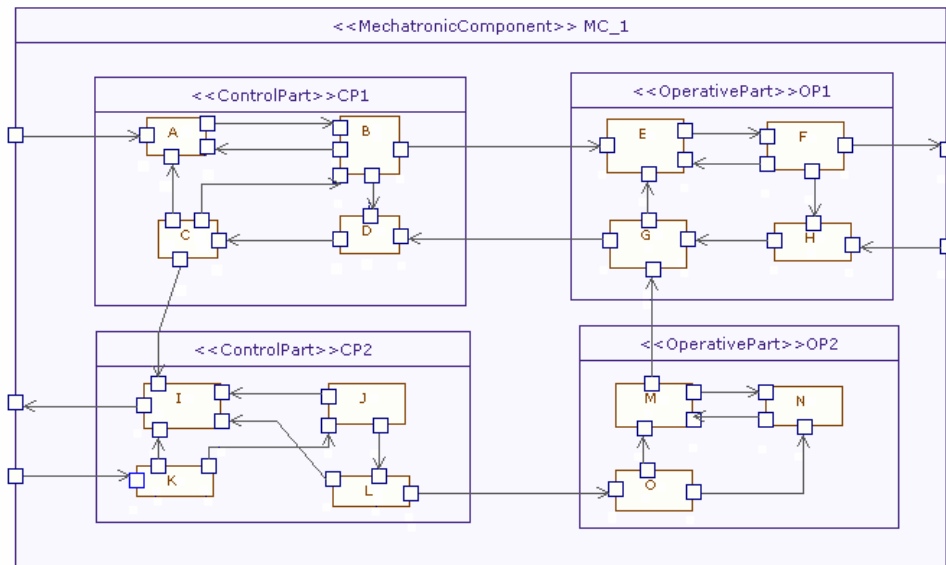 <<MechatronicComponent>> MC_1
<<ControlPart>>CP1
<<OperativePart>>OP1
A
B
E
F
C
D
G
H
<<ControlPart>>CP2
<<OperativePart>>OP2
I
J
M
N
K
L
O